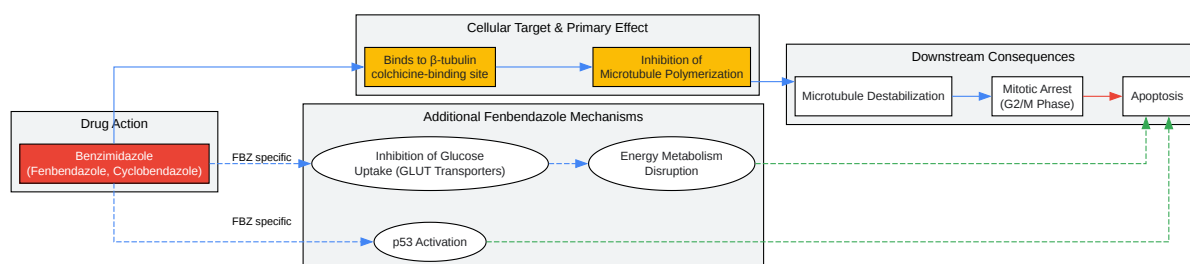 Cellular Target & Primary Effect
Binds to β-tubulin
colchicine-binding site
Inhibition of
Microtubule Polymerization
Downstream Consequences
Microtubule Destabilization
Mitotic Arrest
(G2/M Phase)
Apoptosis
Drug Action
Benzimidazole
(Fenbendazole, Cyclobendazole)
Additional Fenbendazole Mechanisms
FBZ specific
Inhibition of Glucose
Uptake (GLUT Transporters)
Energy Metabolism
Disruption
FBZ specific
p53 Activation